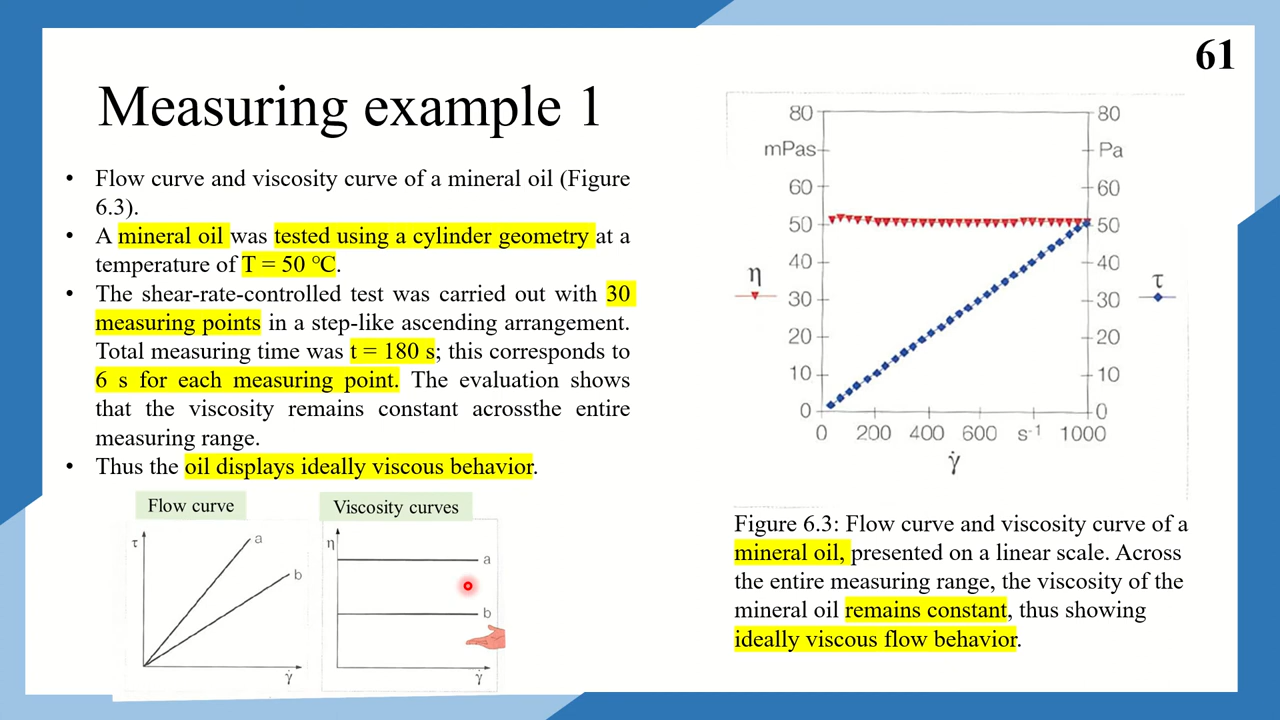 61
Measuring example 1
• Flow curve and viscosity curve of a mineral oil (Figure
6.3).
• A mineral oil was tested using a cylinder geometry at a
temperature of T = 50 °C.
• The shear-rate-controlled test was carried out with 30
measuring points in a step-like ascending arrangement.
Total measuring time was t = 180 s; this corresponds to
6 s for each measuring point. The evaluation shows
that the viscosity remains constant acrossthe entire
measuring range.
• Thus the oil displays ideally viscous behavior.
Flow curve
τ
a
b
γ̇
Viscosity curves
η
a
b
γ̇
80
mPas
60
50
40
30
20
10
0
η
80
Pa
60
50
40
30
20
10
0
τ
0 200 400 600 s⁻¹ 1000
γ̇
Figure 6.3: Flow curve and viscosity curve of a
mineral oil, presented on a linear scale. Across
the entire measuring range, the viscosity of the
mineral oil remains constant, thus showing
ideally viscous flow behavior.